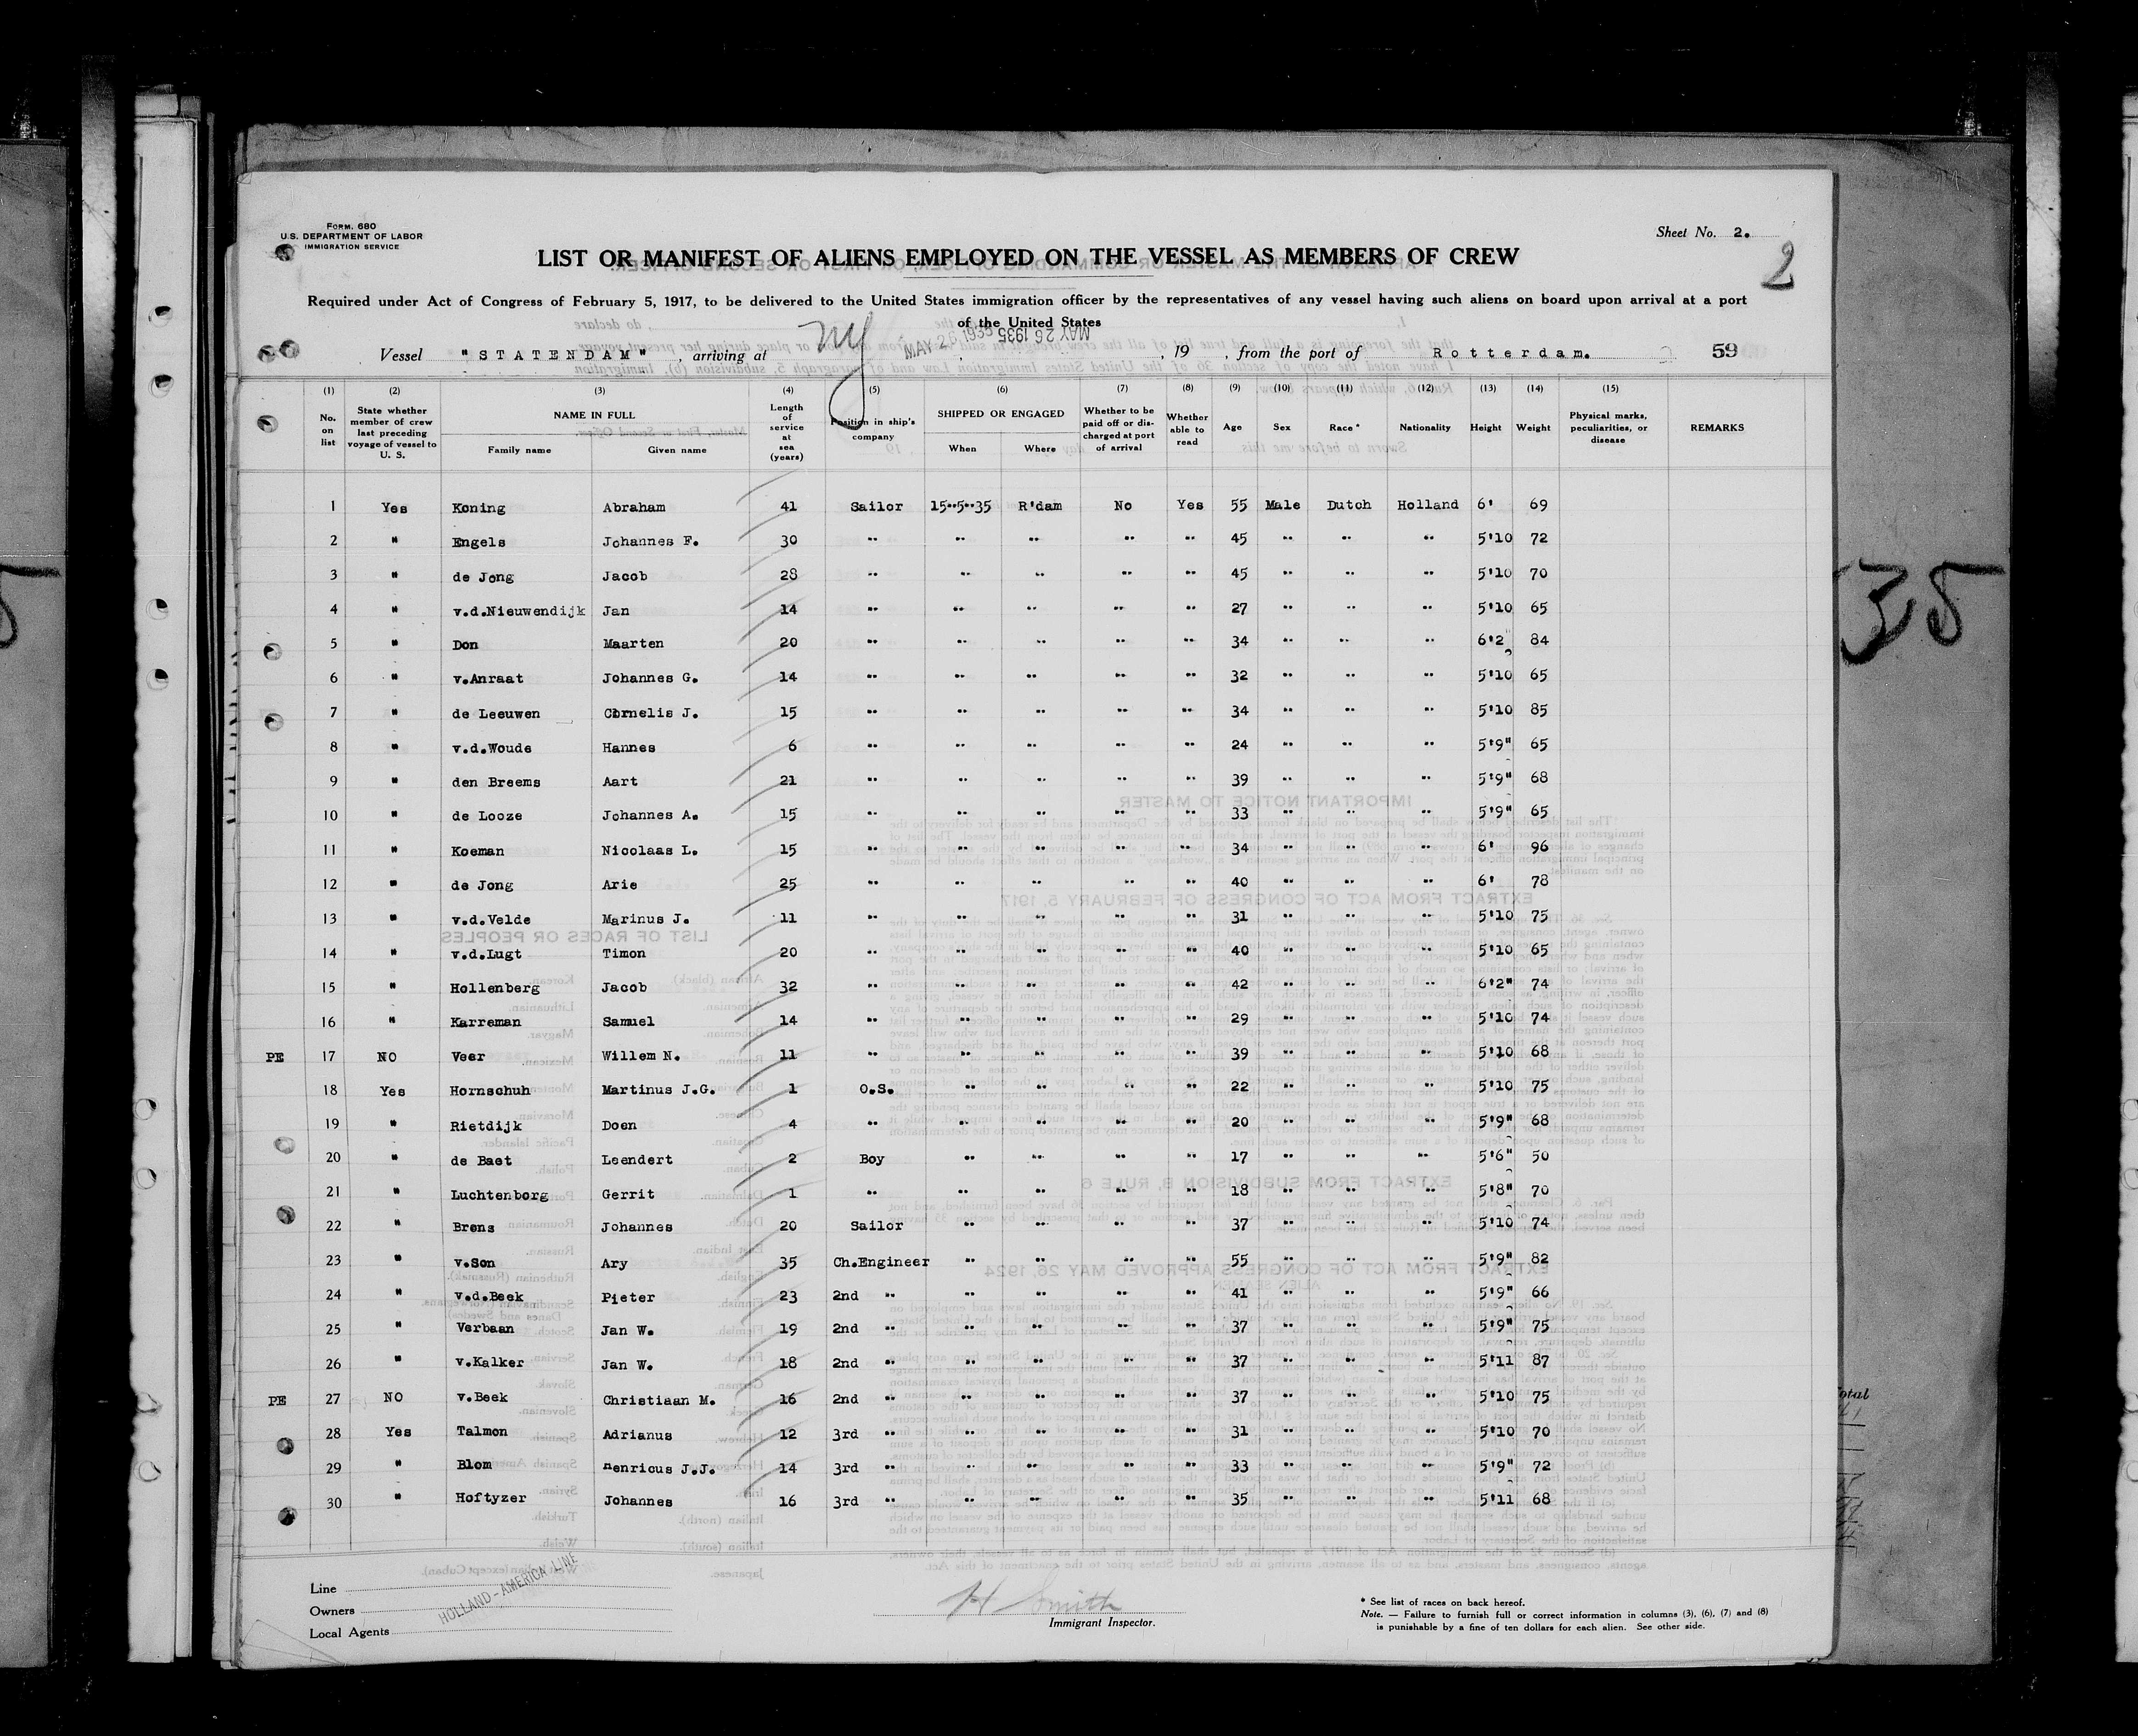 FORM. 680
U.S. DEPARTMENT OF LABOR
IMMIGRATION SERVICE
Sheet No. 2.
2
LIST OR MANIFEST OF ALIENS EMPLOYED ON THE VESSEL AS MEMBERS OF CREW
Required under Act of Congress of February 5, 1917, to be delivered to the United States immigration officer by the representatives of any vessel having such aliens on board upon arrival at a port
of the United States
Vessel "STATENDAM" , arriving at NY MAY 26 1935 , 19 , from the port of Rotterdam. 59
(1) (2) (3) (4) (5) (6) (7) (8) (9) (10) (11) (12) (13) (14) (15)
No. on list State whether member of crew last preceding voyage of vessel to U. S. NAME IN FULL Family name Given name Length of service at sea (years) Position in ship's company SHIPPED OR ENGAGED When Where Whether to be paid off or discharged at port of arrival Whether able to read Age Sex Race* Nationality Height Weight Physical marks, peculiarities, or disease REMARKS
1 Yes Koning Abraham 41 Sailor 15-5-35 R'dam No Yes 55 Male Dutch Holland 6' 69
2 " Engels Johannes F. 30 " " " " " 45 " " " 5'10 72
3 " de Jong Jacob 28 " " " " " 45 " " " 5'10 70
4 " v.d.Nieuwendijk Jan 14 " " " " " 27 " " " 5'10 65
5 " Don Maarten 20 " " " " " 34 " " " 6'2 84
6 " v.Anraat Johannes G. 14 " " " " " 32 " " " 5'10 65
7 " de Leeuwen Cornelis J. 15 " " " " " 34 " " " 5'10 85
8 " v.d.Woude Hannes 6 " " " " " 24 " " " 5'9" 65
9 " den Breems Aart 21 " " " " " 39 " " " 5'9" 68
10 " de Looze Johannes A. 15 " " " " " 33 " " " 5'9" 65
11 " Koeman Nicolaas L. 15 " " " " " 34 " " " 6' 96
12 " de Jong Arie 25 " " " " " 40 " " " 6' 78
13 " v.d.Velde Marinus J. 11 " " " " " 31 " " " 5'10 75
14 " v.d.Lugt Timon 20 " " " " " 40 " " " 5'10 65
15 " Hollenberg Jacob 32 " " " " " 42 " " " 6'2" 74
16 " Karreman Samuel 14 " " " " " 29 " " " 5'10 74
PE 17 NO Veer Willem N. 11 " " " " " 39 " " " 5'10 68
18 Yes Hornschuh Martinus J.G. 1 O.S. " " " " 22 " " " 5'10 75
19 " Rietdijk Doen 4 " " " " " 20 " " " 5'9" 68
20 " de Baet Leendert 2 Boy " " " " 17 " " " 5'6" 50
21 " Luchtenborg Gerrit 1 " " " " " 18 " " " 5'8" 70
22 " Brens Johannes 20 Sailor " " " " 37 " " " 5'10 74
23 " v.Son Ary 35 Ch.Engineer " " " " 55 " " " 5'9" 82
24 " v.d.Beek Pieter 23 2nd " " " " " 41 " " " 5'9" 66
25 " Verbaan Jan W. 19 2nd " " " " " 37 " " " 5'9" 75
26 " v.Kalker Jan W. 18 2nd " " " " " 37 " " " 5'11 87
PE 27 NO v.Beek Christiaan M. 16 2nd " " " " " 37 " " " 5'10 75
28 Yes Talmon Adrianus 12 3rd " " " " " 31 " " " 5'10 70
29 " Blom Henricus J.J. 14 3rd " " " " " 33 " " " 5'9" 72
30 " Hoftyzer Johannes 16 3rd " " " " " 35 " " " 5'11 68
Line
Owners HOLLAND-AMERICA LINE
Local Agents
H Smith
Immigrant Inspector.
* See list of races on back hereof.
Note. — Failure to furnish full or correct information in columns (3), (6), (7) and (8)
is punishable by a fine of ten dollars for each alien. See other side.
35